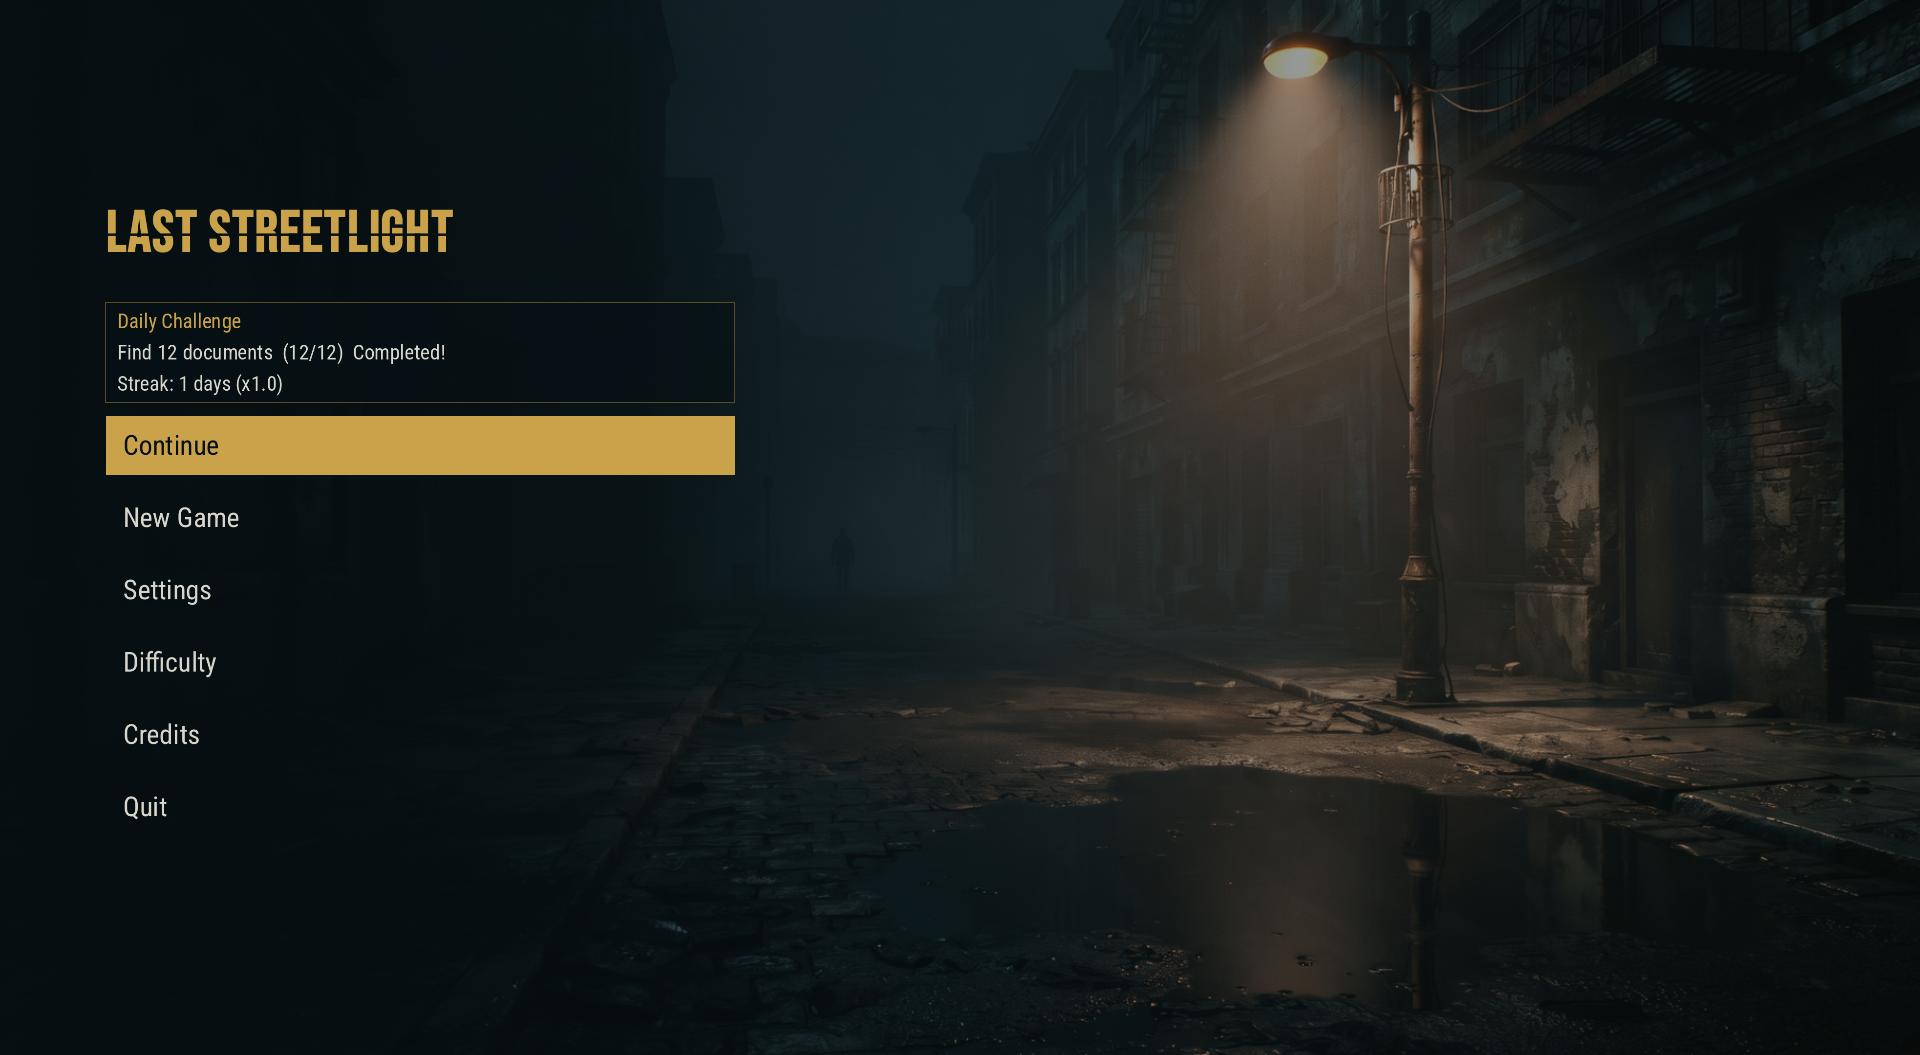 LAST STREETLIGHT
Daily Challenge
Find 12 documents (12/12) Completed!
Streak: 1 days (x1.0)
Continue
New Game
Settings
Difficulty
Credits
Quit